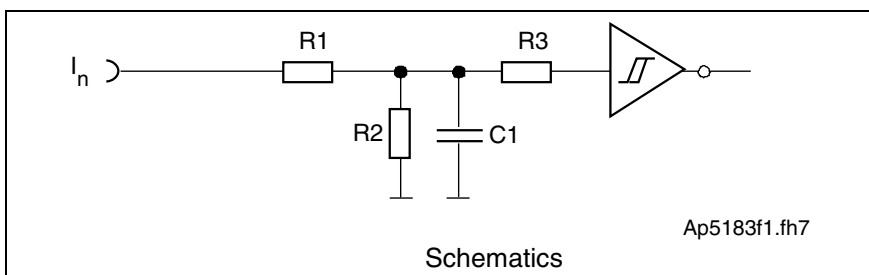 R1
R3
In
R2
C1
Ap5183f1.fh7
Schematics